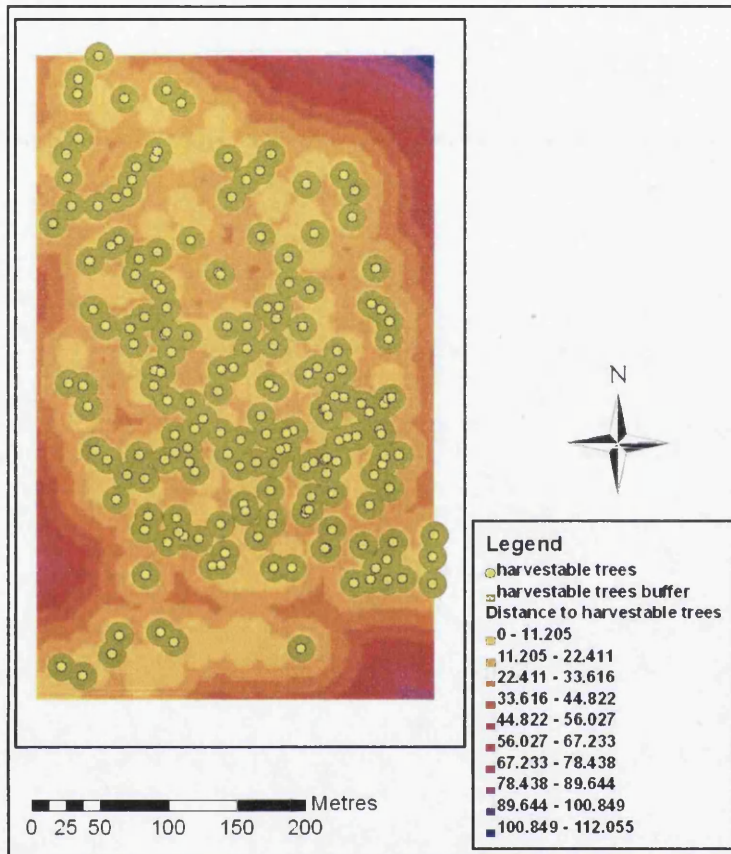 N
Legend
harvestable trees
harvestable trees buffer
Distance to harvestable trees
0 - 11.205
11.205 - 22.411
22.411 - 33.616
33.616 - 44.822
44.822 - 56.027
56.027 - 67.233
67.233 - 78.438
78.438 - 89.644
89.644 - 100.849
100.849 - 112.055
Metres
0 25 50 100 150 200